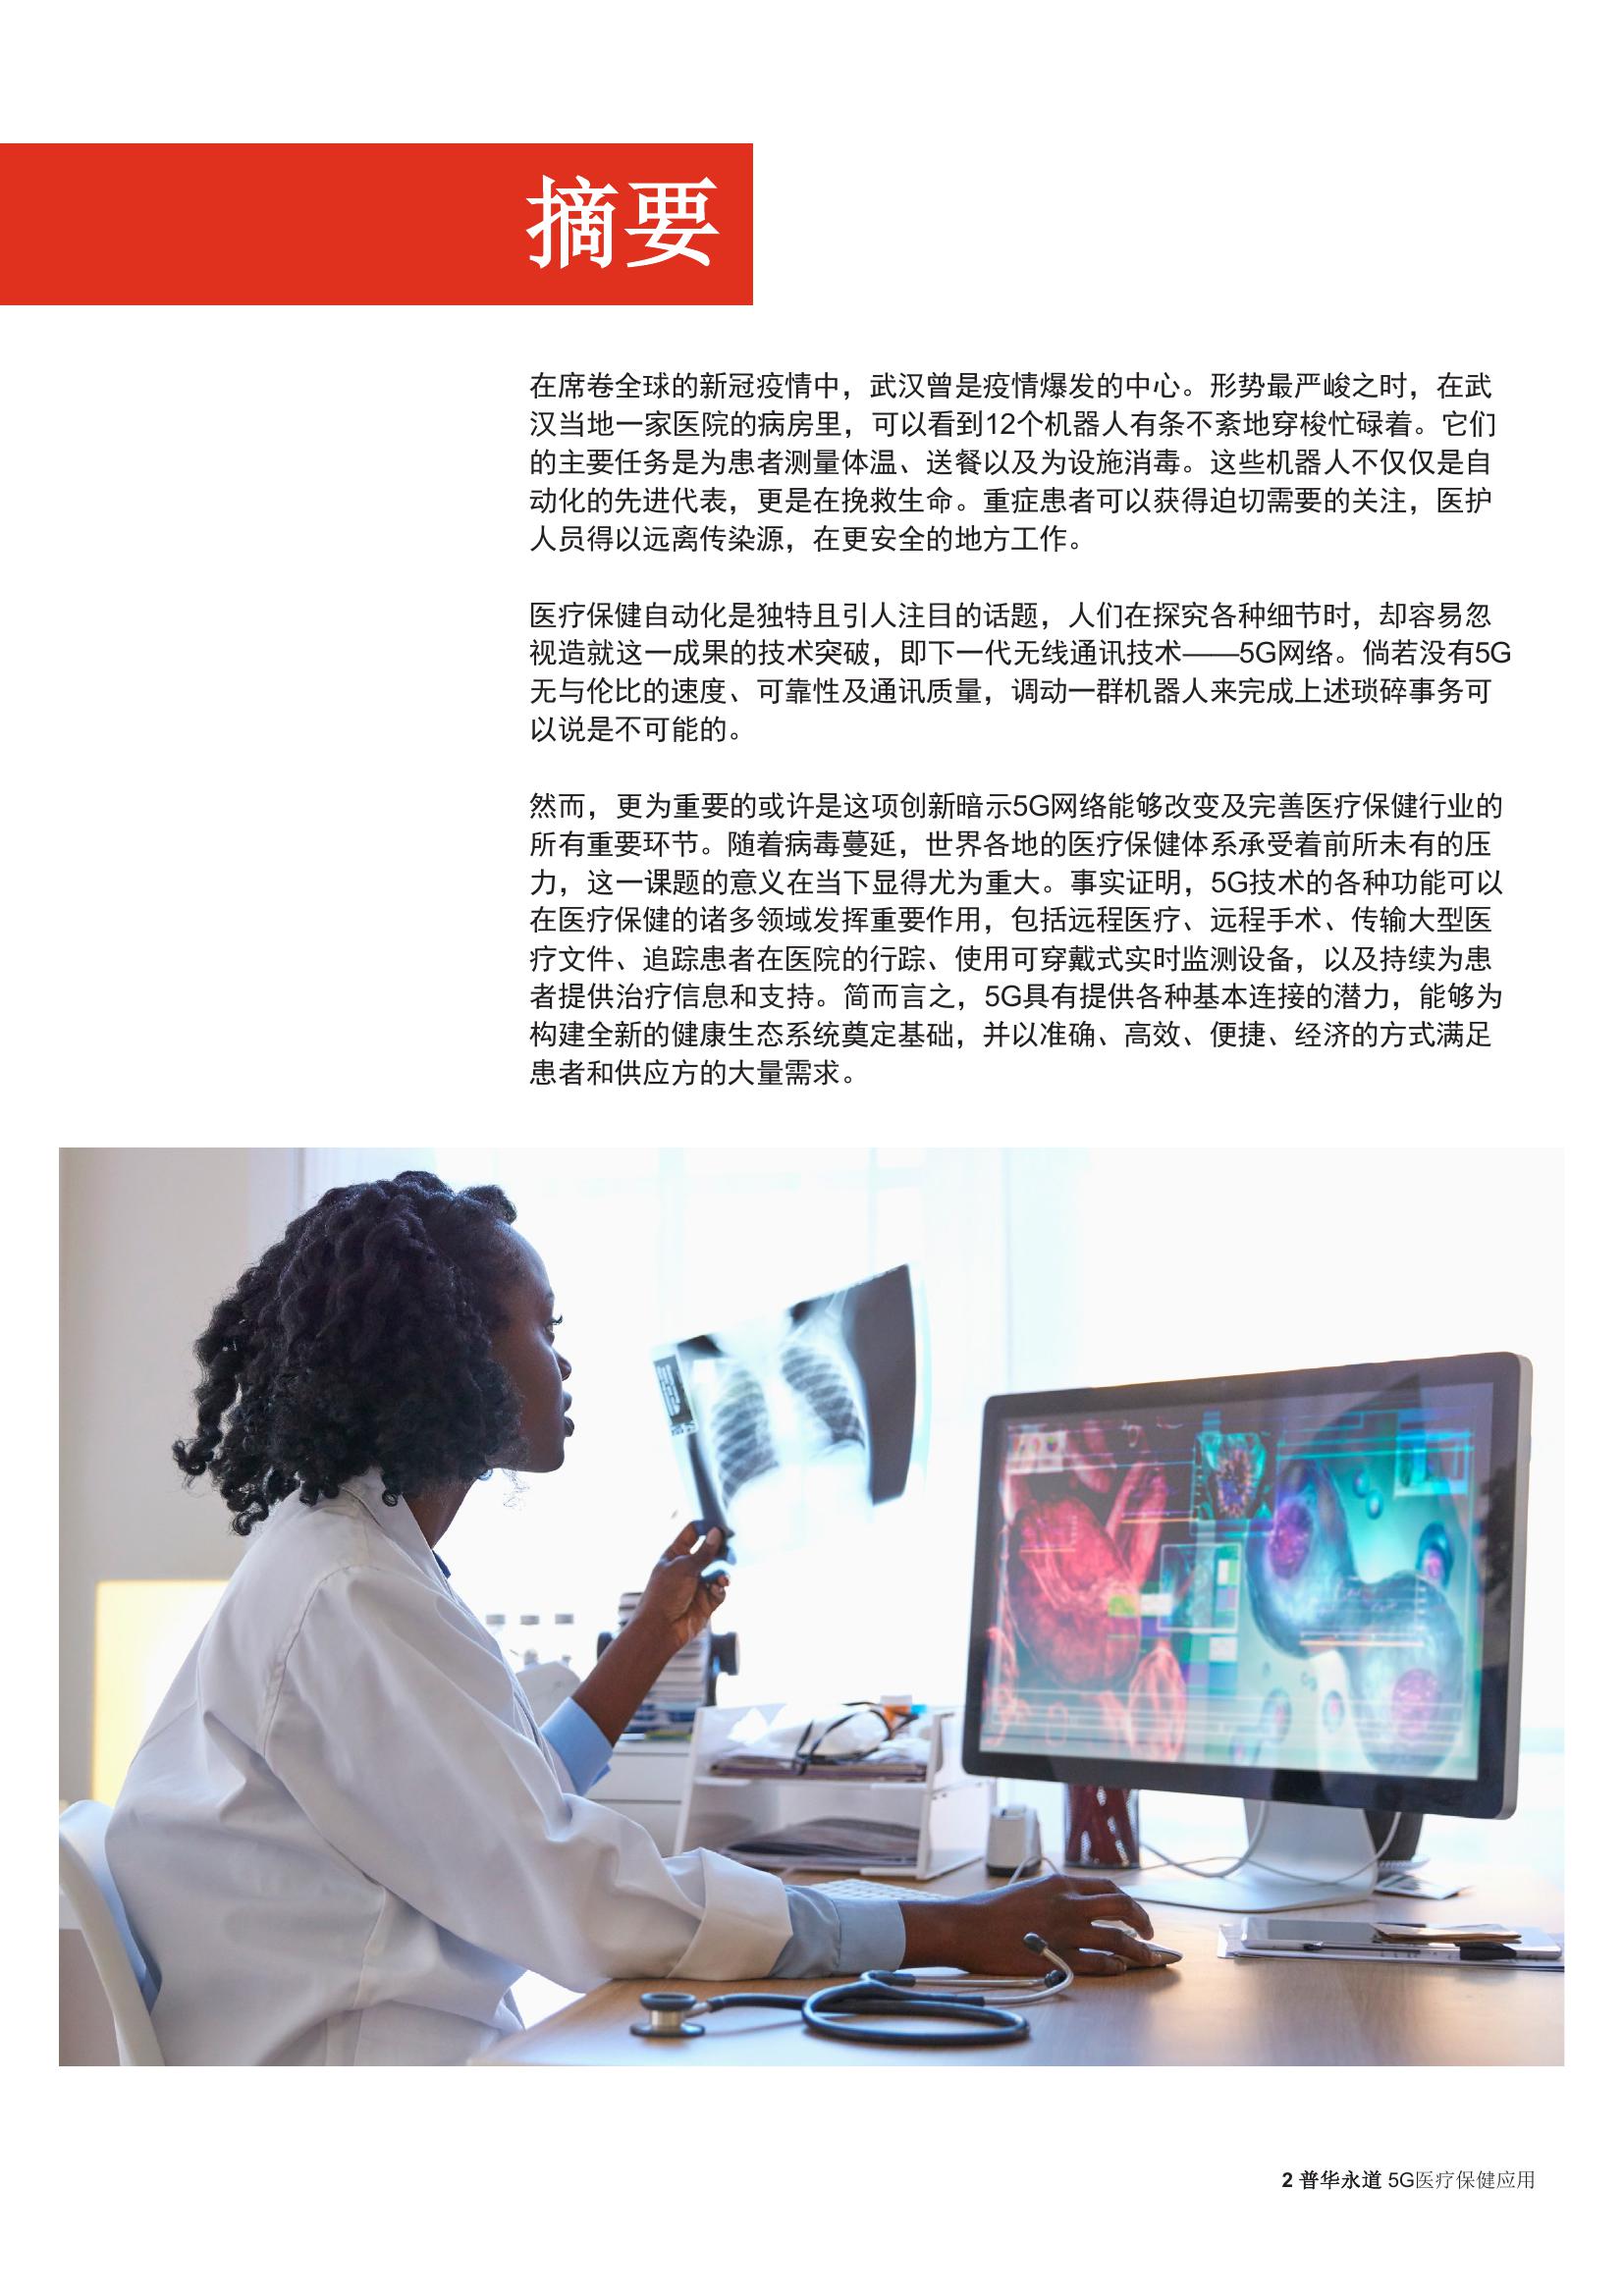 摘要
在席卷全球的新冠疫情中，武汉曾是疫情爆发的中心。形势最严峻之时，在武
汉当地一家医院的病房里，可以看到12个机器人有条不紊地穿梭忙碌着。它们
的主要任务是为患者测量体温、送餐以及为设施消毒。这些机器人不仅仅是自
动化的先进代表，更是在挽救生命。重症患者可以获得迫切需要的关注，医护
人员得以远离传染源，在更安全的地方工作。
医疗保健自动化是独特且引人注目的话题，人们在探究各种细节时，却容易忽
视造就这一成果的技术突破，即下一代无线通讯技术——5G网络。倘若没有5G
无与伦比的速度、可靠性及通讯质量，调动一群机器人来完成上述琐碎事务可
以说是不可能的。
然而，更为重要的或许是这项创新暗示5G网络能够改变及完善医疗保健行业的
所有重要环节。随着病毒蔓延，世界各地的医疗保健体系承受着前所未有的压
力，这一课题的意义在当下显得尤为重大。事实证明，5G技术的各种功能可以
在医疗保健的诸多领域发挥重要作用，包括远程医疗、远程手术、传输大型医
疗文件、追踪患者在医院的行踪、使用可穿戴式实时监测设备，以及持续为患
者提供治疗信息和支持。简而言之，5G具有提供各种基本连接的潜力，能够为
构建全新的健康生态系统奠定基础，并以准确、高效、便捷、经济的方式满足
患者和供应方的大量需求。
2 普华永道 5G医疗保健应用